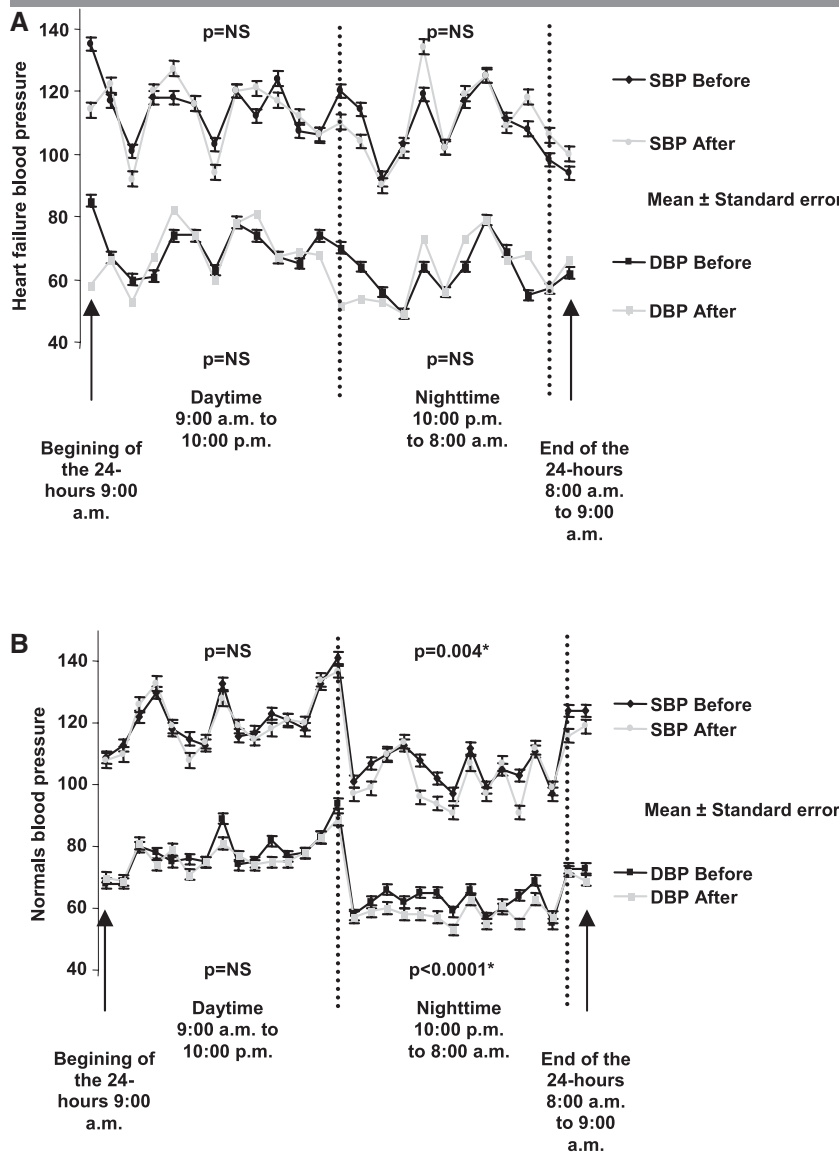 A
Heart failure blood pressure
140
120
100
80
60
40
p=NS
p=NS
SBP Before
SBP After
Mean ± Standard error
DBP Before
DBP After
p=NS
p=NS
Daytime
9:00 a.m. to
10:00 p.m.
Nighttime
10:00 p.m.
to 8:00 a.m.
Begining of
the 24-
hours 9:00
a.m.
End of the
24-hours
8:00 a.m.
to 9:00
a.m.
B
Normals blood pressure
140
120
100
80
60
40
p=NS
p=0.004*
SBP Before
SBP After
Mean ± Standard error
DBP Before
DBP After
p=NS
p<0.0001*
Daytime
9:00 a.m. to
10:00 p.m.
Nighttime
10:00 p.m.
to 8:00 a.m.
Begining of
the 24-
hours 9:00
a.m.
End of the
24-hours
8:00 a.m.
to 9:00
a.m.